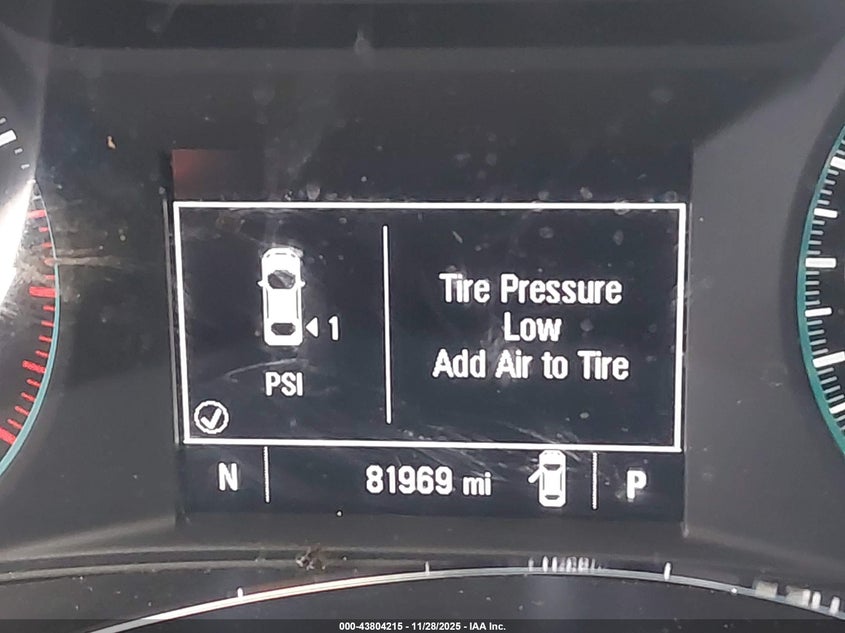 Tire Pressure
Low
Add Air to Tire
1
PSI
N
81969 mi
P
000-43804215 - 11/28/2025 - IAA Inc.